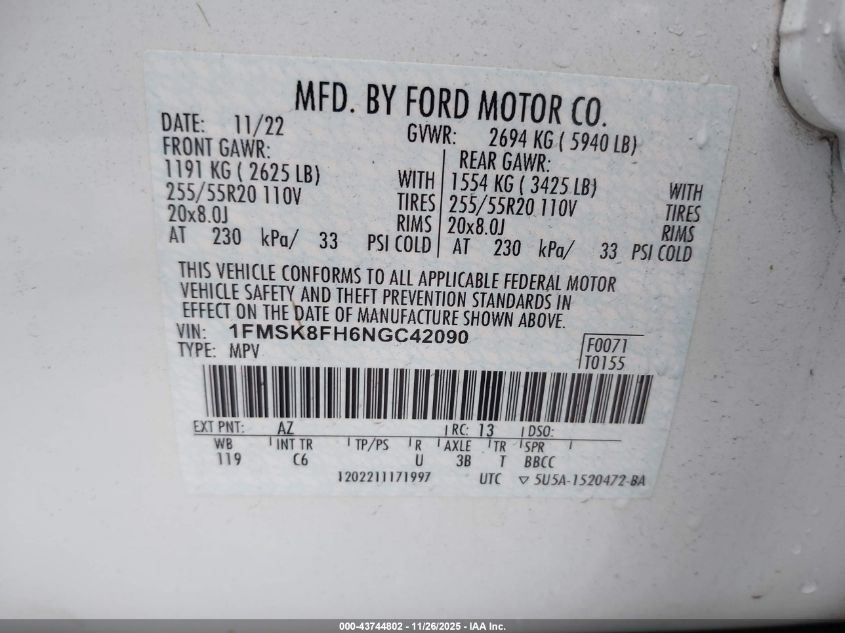 MFD. BY FORD MOTOR CO.
DATE: 11/22 GVWR: 2694 KG ( 5940 LB)
FRONT GAWR: REAR GAWR:
1191 KG ( 2625 LB) WITH 1554 KG ( 3425 LB) WITH
255/55R20 110V TIRES 255/55R20 110V TIRES
20x8.0J RIMS 20x8.0J RIMS
AT 230 kPa/ 33 PSI COLD AT 230 kPa/ 33 PSI COLD
THIS VEHICLE CONFORMS TO ALL APPLICABLE FEDERAL MOTOR
VEHICLE SAFETY AND THEFT PREVENTION STANDARDS IN
EFFECT ON THE DATE OF MANUFACTURE SHOWN ABOVE.
VIN: 1FMSK8FH6NGC42090
TYPE: MPV
F0071
T0155
EXT PNT: AZ RC: 13 DSO:
WB INT TR TP/PS R AXLE TR SPR
119 C6 U 3B T BBCC
1202211171997 UTC ▽ 5U5A-1520472-BA
000-43744802 - 11/26/2025 - IAA Inc.